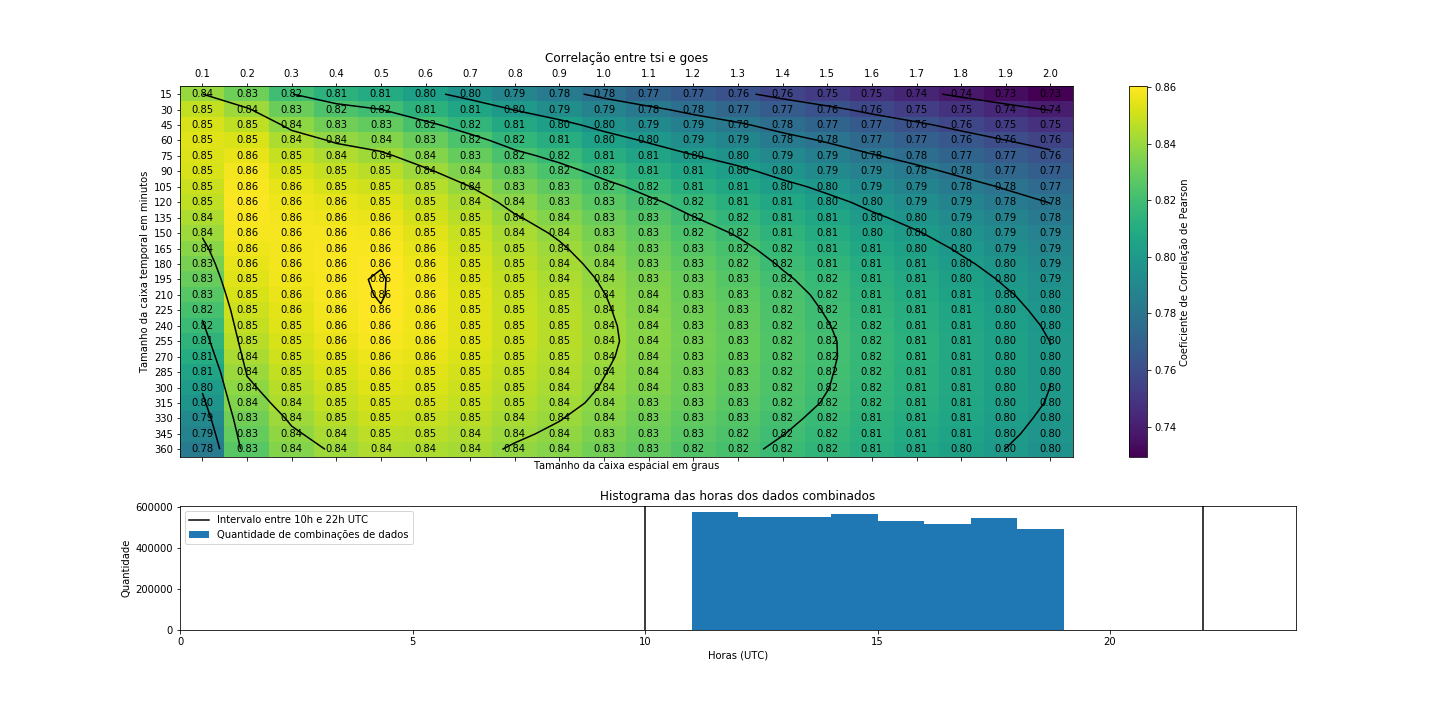 Correlação entre tsi e goes
0.1 0.2 0.3 0.4 0.5 0.6 0.7 0.8 0.9 1.0 1.1 1.2 1.3 1.4 1.5 1.6 1.7 1.8 1.9 2.0
15 0.84 0.83 0.82 0.81 0.81 0.80 0.80 0.79 0.78 0.78 0.77 0.77 0.76 0.76 0.75 0.75 0.74 0.74 0.73 0.73
30 0.85 0.84 0.83 0.82 0.82 0.81 0.81 0.80 0.79 0.79 0.78 0.78 0.77 0.77 0.76 0.76 0.75 0.75 0.74 0.74
45 0.85 0.85 0.84 0.83 0.83 0.82 0.82 0.81 0.80 0.80 0.79 0.79 0.78 0.78 0.77 0.77 0.76 0.76 0.75 0.75
60 0.85 0.85 0.84 0.84 0.84 0.83 0.82 0.82 0.81 0.80 0.80 0.79 0.79 0.78 0.78 0.77 0.77 0.76 0.76 0.76
75 0.85 0.86 0.85 0.84 0.84 0.84 0.83 0.82 0.82 0.81 0.81 0.80 0.80 0.79 0.79 0.78 0.78 0.77 0.77 0.76
90 0.85 0.86 0.85 0.85 0.85 0.84 0.84 0.83 0.83 0.82 0.81 0.81 0.80 0.80 0.79 0.79 0.78 0.78 0.77 0.77
105 0.85 0.86 0.85 0.85 0.85 0.85 0.84 0.83 0.83 0.82 0.82 0.81 0.81 0.80 0.80 0.79 0.79 0.78 0.78 0.77
120 0.85 0.86 0.86 0.86 0.85 0.85 0.84 0.84 0.83 0.83 0.82 0.82 0.81 0.81 0.80 0.80 0.79 0.79 0.78 0.78
135 0.84 0.86 0.86 0.86 0.86 0.85 0.85 0.84 0.84 0.83 0.83 0.82 0.82 0.81 0.81 0.80 0.80 0.79 0.79 0.78
150 0.84 0.86 0.86 0.86 0.86 0.85 0.85 0.84 0.84 0.83 0.83 0.82 0.82 0.81 0.81 0.80 0.80 0.80 0.79 0.79
165 0.84 0.86 0.86 0.86 0.86 0.86 0.85 0.85 0.84 0.84 0.83 0.83 0.82 0.82 0.81 0.81 0.80 0.80 0.79 0.79
180 0.83 0.86 0.86 0.86 0.86 0.86 0.85 0.85 0.84 0.84 0.83 0.83 0.82 0.82 0.81 0.81 0.81 0.80 0.80 0.79
195 0.83 0.85 0.86 0.86 0.86 0.86 0.85 0.85 0.84 0.84 0.83 0.83 0.82 0.82 0.82 0.81 0.81 0.80 0.80 0.79
210 0.83 0.85 0.86 0.86 0.86 0.86 0.85 0.85 0.85 0.84 0.84 0.83 0.83 0.82 0.82 0.81 0.81 0.81 0.80 0.80
225 0.82 0.85 0.86 0.86 0.86 0.86 0.85 0.85 0.85 0.84 0.84 0.83 0.83 0.82 0.82 0.81 0.81 0.81 0.80 0.80
240 0.82 0.85 0.86 0.86 0.86 0.86 0.85 0.85 0.85 0.84 0.84 0.83 0.83 0.82 0.82 0.82 0.81 0.81 0.80 0.80
255 0.81 0.85 0.85 0.86 0.86 0.86 0.85 0.85 0.85 0.84 0.84 0.83 0.83 0.82 0.82 0.82 0.81 0.81 0.80 0.80
270 0.81 0.84 0.85 0.86 0.86 0.86 0.85 0.85 0.85 0.84 0.84 0.83 0.83 0.82 0.82 0.82 0.81 0.81 0.80 0.80
285 0.81 0.84 0.85 0.85 0.86 0.85 0.85 0.85 0.84 0.84 0.84 0.83 0.83 0.82 0.82 0.82 0.81 0.81 0.80 0.80
300 0.80 0.84 0.85 0.85 0.85 0.85 0.85 0.85 0.84 0.84 0.84 0.83 0.83 0.82 0.82 0.82 0.81 0.81 0.80 0.80
315 0.80 0.84 0.84 0.85 0.85 0.85 0.85 0.84 0.84 0.84 0.83 0.83 0.83 0.82 0.82 0.82 0.81 0.81 0.80 0.80
330 0.79 0.83 0.84 0.85 0.85 0.85 0.85 0.84 0.84 0.84 0.83 0.83 0.83 0.82 0.82 0.81 0.81 0.81 0.80 0.80
345 0.79 0.83 0.84 0.84 0.85 0.85 0.84 0.84 0.84 0.83 0.83 0.83 0.82 0.82 0.82 0.81 0.81 0.81 0.80 0.80
360 0.78 0.83 0.84 0.84 0.84 0.84 0.84 0.84 0.84 0.83 0.83 0.83 0.82 0.82 0.82 0.81 0.81 0.80 0.80 0.80
Tamanho da caixa temporal em minutos
Tamanho da caixa espacial em graus
0.86
0.84
0.82
0.80
0.78
0.76
0.74
Coeficiente de Correlação de Pearson
Histograma das horas dos dados combinados
Intervalo entre 10h e 22h UTC
Quantidade de combinações de dados
600000
400000
200000
0
Quantidade
0 5 10 15 20
Horas (UTC)